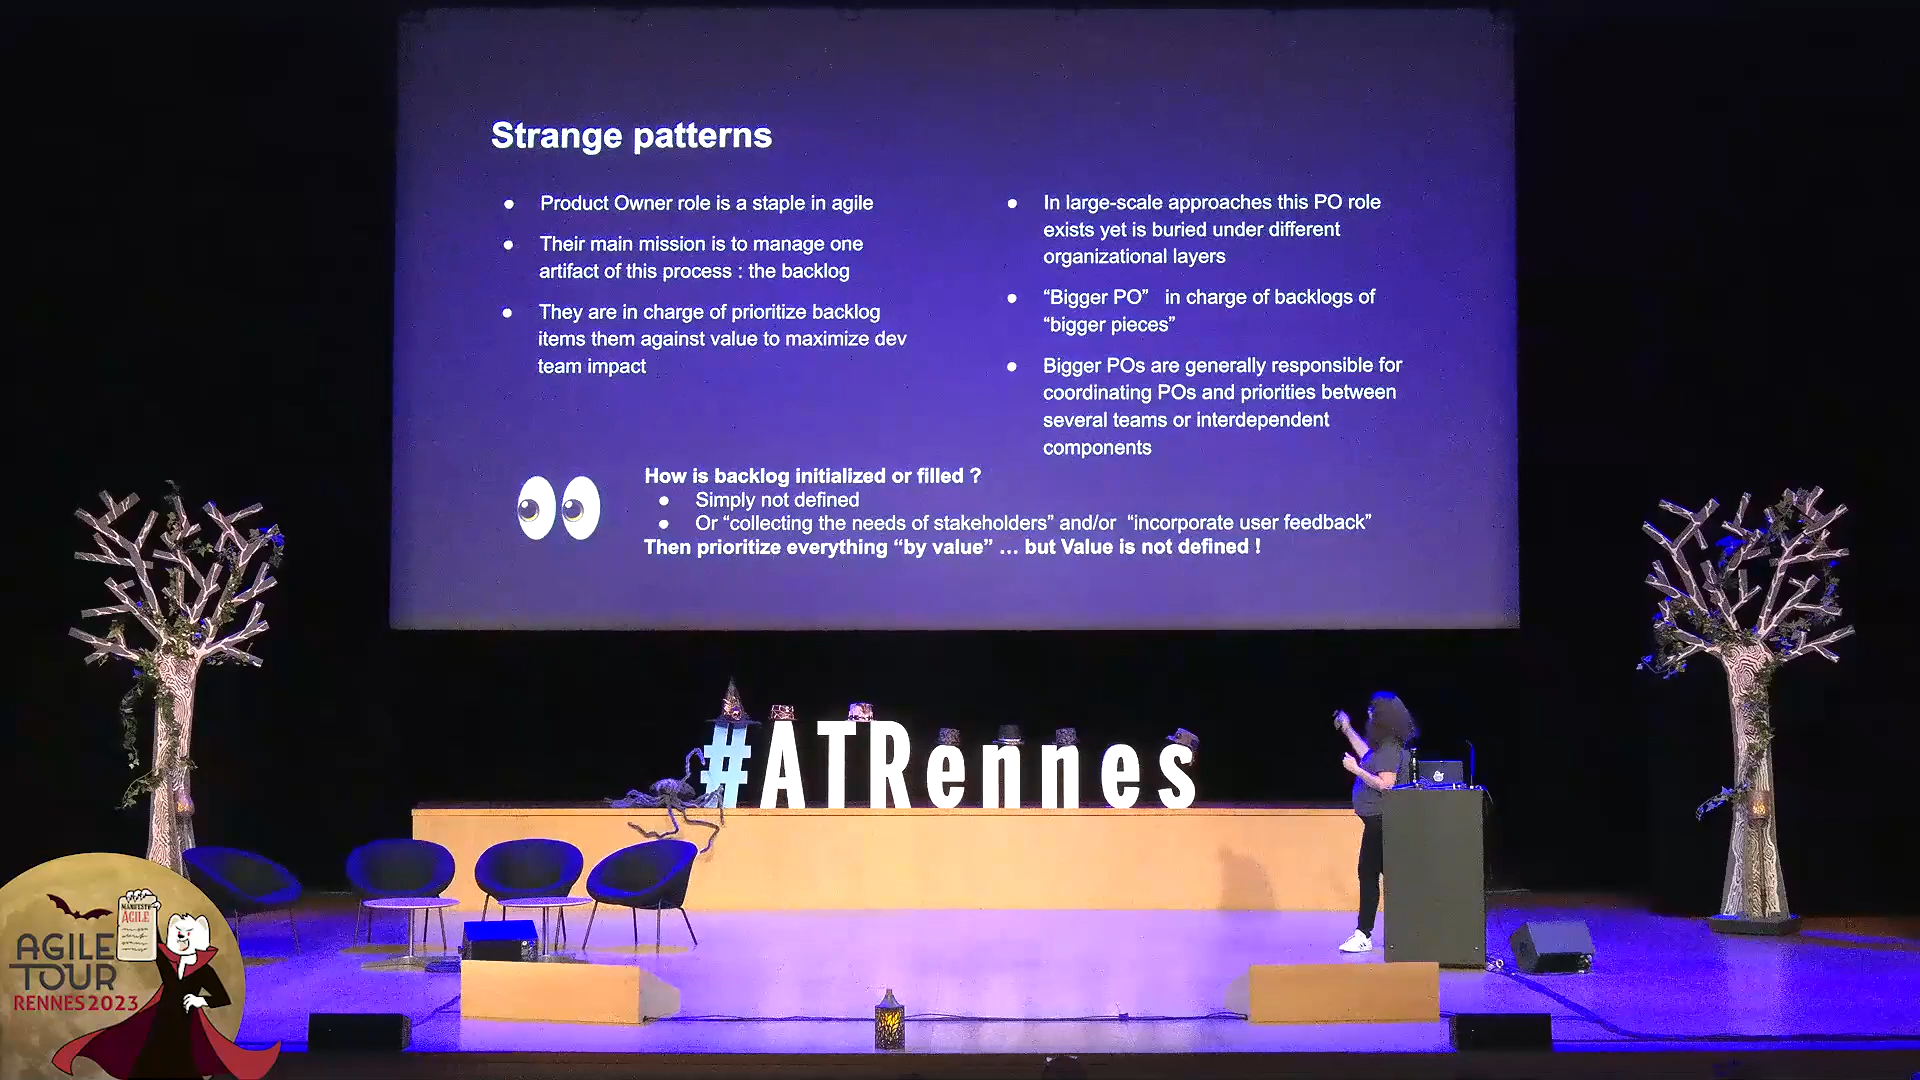 Strange patterns
● Product Owner role is a staple in agile
● Their main mission is to manage one
artifact of this process : the backlog
● They are in charge of prioritize backlog
items them against value to maximize dev
team impact
● In large-scale approaches this PO role
exists yet is buried under different
organizational layers
● “Bigger PO” in charge of backlogs of
“bigger pieces”
● Bigger POs are generally responsible for
coordinating POs and priorities between
several teams or interdependent
components
How is backlog initialized or filled ?
● Simply not defined
● Or “collecting the needs of stakeholders” and/or “incorporate user feedback”
Then prioritize everything “by value” … but Value is not defined !
#ATRennes
MANIFESTE
AGILE
AGILE
TOUR
RENNES2023